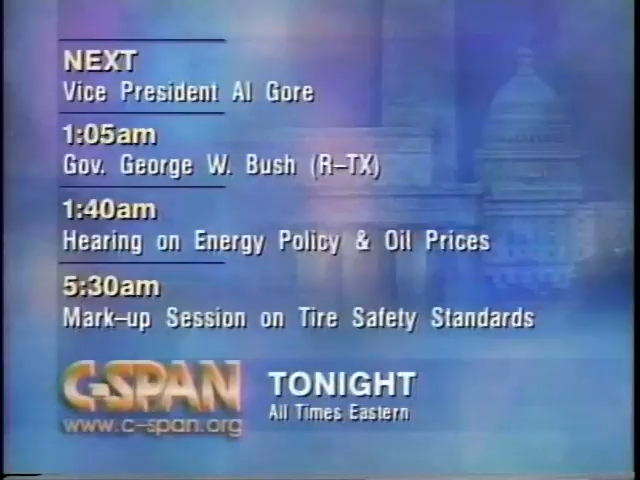 NEXT
Vice President Al Gore
1:05am
Gov. George W. Bush (R–TX)
1:40am
Hearing on Energy Policy & Oil Prices
5:30am
Mark–up Session on Tire Safety Standards
C-SPAN
www.c–span.org
TONIGHT
All Times Eastern